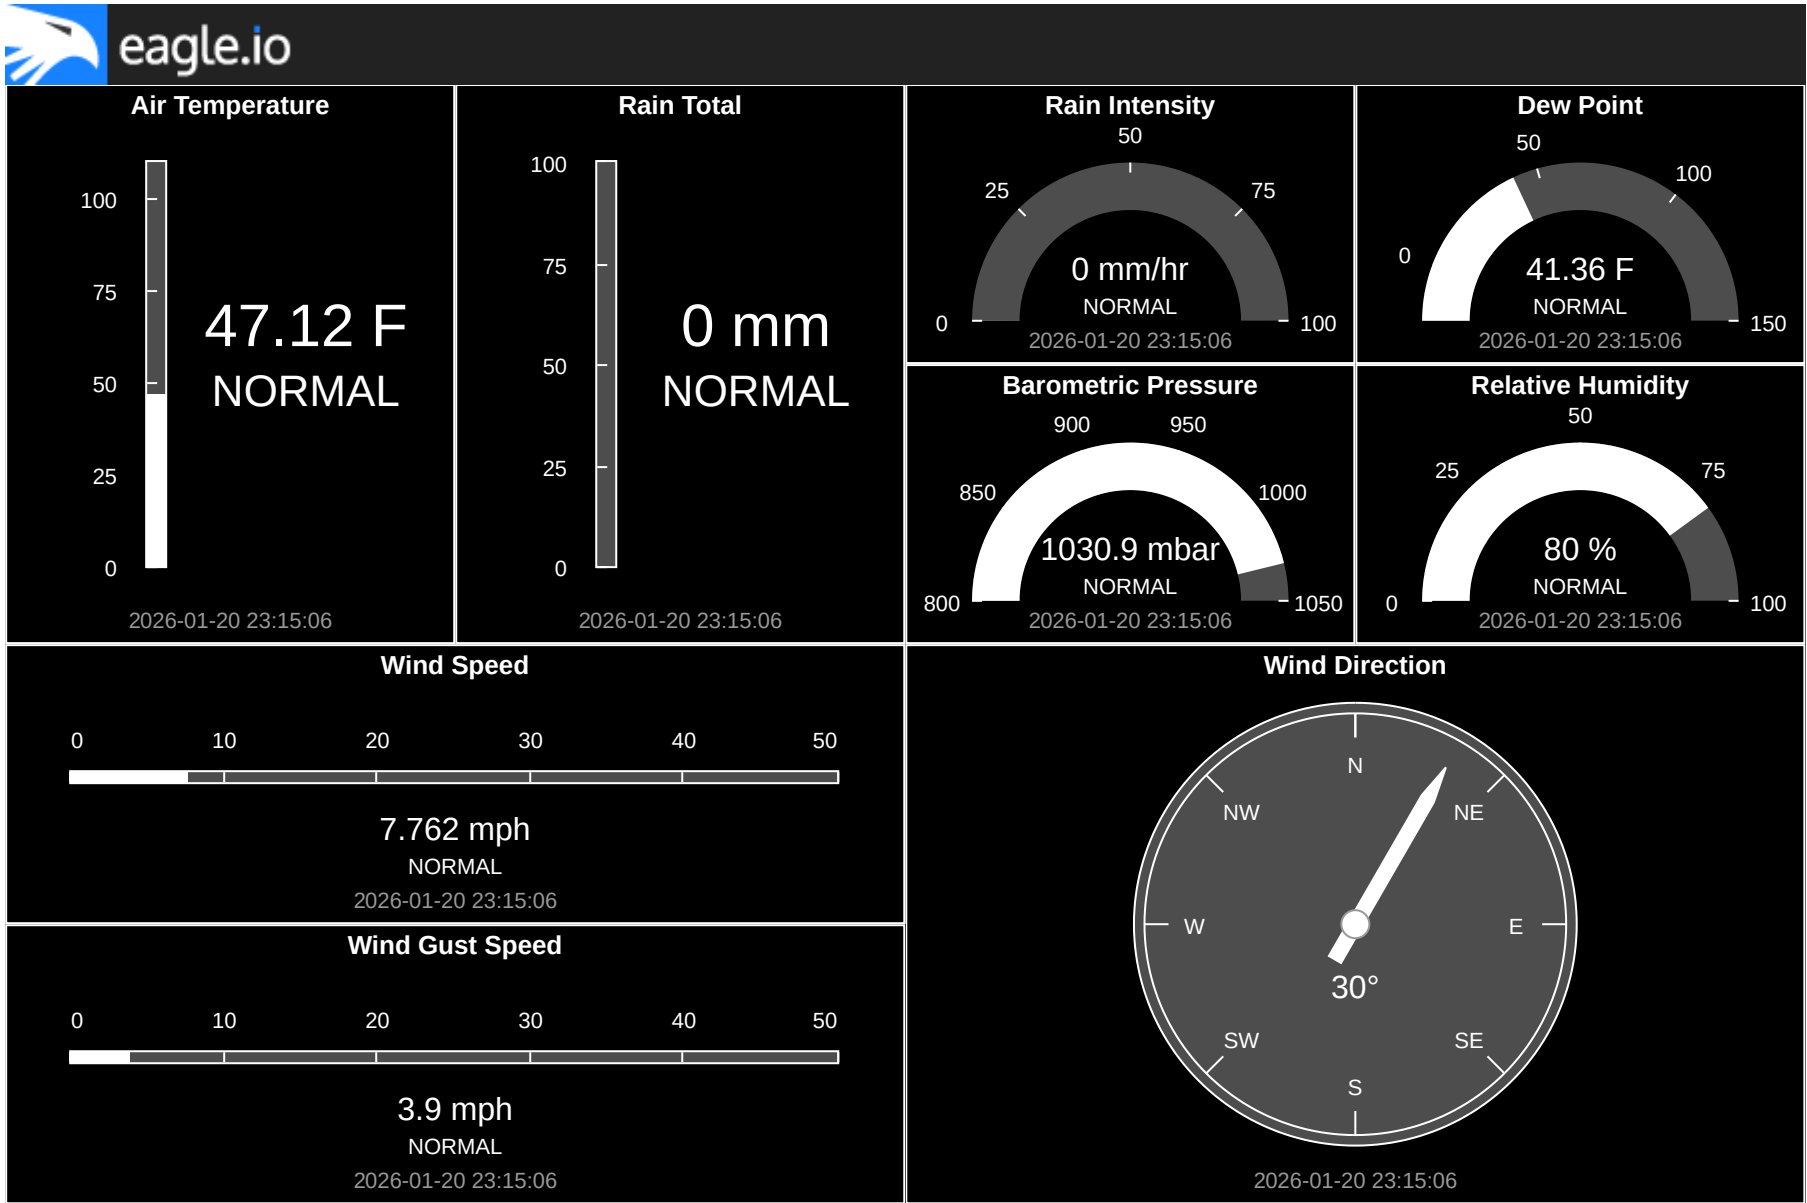 eagle.io
Air Temperature
100
75
50
25
0
47.12 F
NORMAL
2026-01-20 23:15:06
Rain Total
100
75
50
25
0
0 mm
NORMAL
2026-01-20 23:15:06
Rain Intensity
0
25
50
75
100
0 mm/hr
NORMAL
2026-01-20 23:15:06
Dew Point
0
50
100
150
41.36 F
NORMAL
2026-01-20 23:15:06
Barometric Pressure
800
850
900
950
1000
1050
1030.9 mbar
NORMAL
2026-01-20 23:15:06
Relative Humidity
0
25
50
75
100
80 %
NORMAL
2026-01-20 23:15:06
Wind Speed
0 10 20 30 40 50
7.762 mph
NORMAL
2026-01-20 23:15:06
Wind Gust Speed
0 10 20 30 40 50
3.9 mph
NORMAL
2026-01-20 23:15:06
Wind Direction
N
NW NE
W E
30°
SW SE
S
2026-01-20 23:15:06